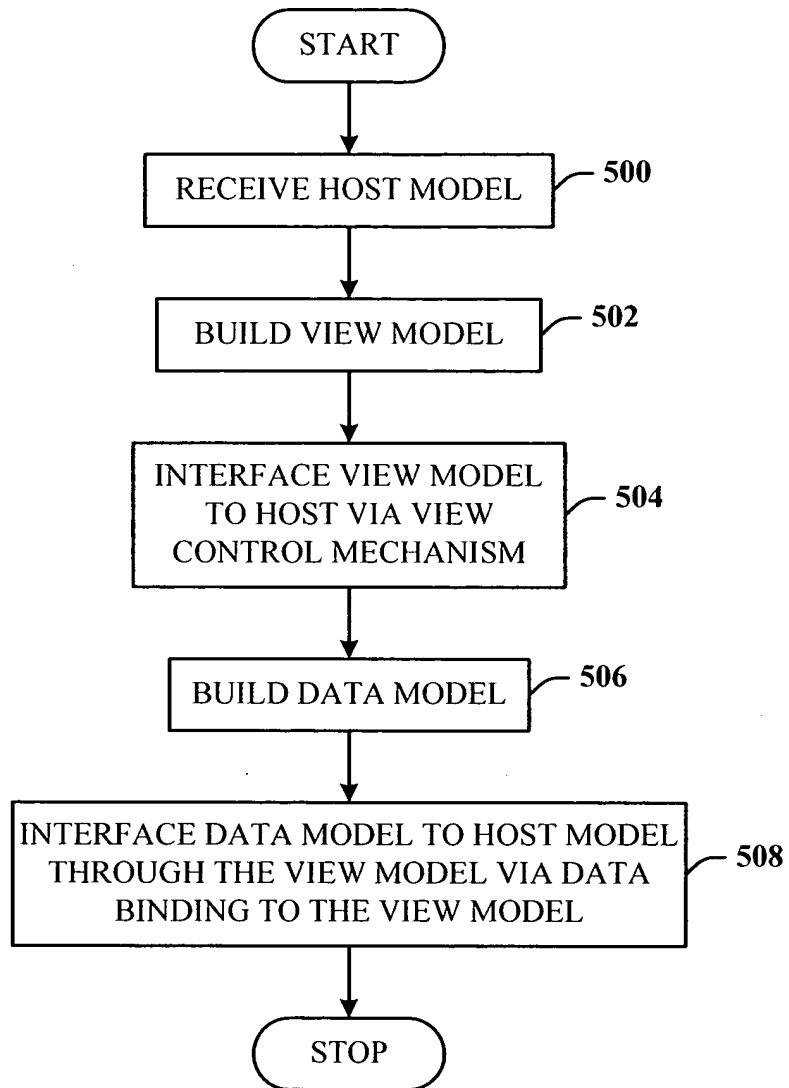 START
RECEIVE HOST MODEL
500
BUILD VIEW MODEL
502
INTERFACE VIEW MODEL
TO HOST VIA VIEW
CONTROL MECHANISM
504
BUILD DATA MODEL
506
INTERFACE DATA MODEL TO HOST MODEL
THROUGH THE VIEW MODEL VIA DATA
BINDING TO THE VIEW MODEL
508
STOP